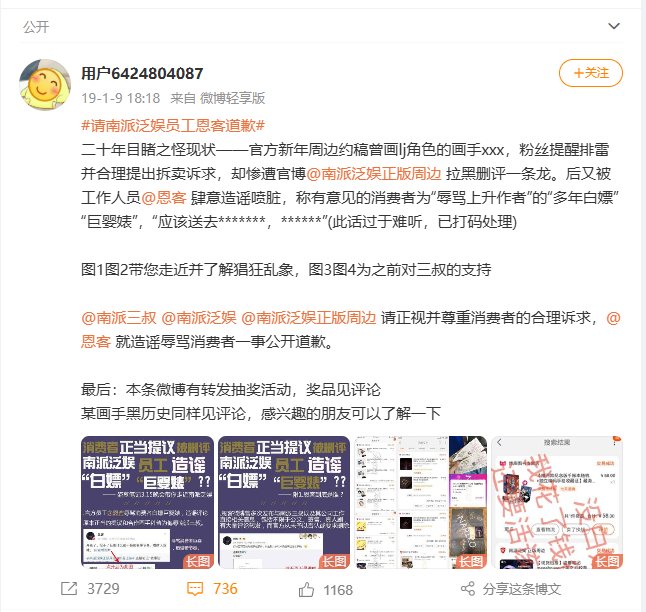 公开
用户6424804087
+关注
19-1-9 18:18 来自 微博轻享版
#请南派泛娱员工恩客道歉#
二十年目睹之怪现状——官方新年周边约稿曾画lj角色的画手xxx，粉丝提醒排雷
并合理提出拆卖诉求，却惨遭官博@南派泛娱正版周边 拉黑删评一条龙。后又被
工作人员@恩客 肆意造谣喷脏，称有意见的消费者为“辱骂上升作者”的“多年白嫖”
“巨婴婊”，“应该送去*******，******”(此话过于难听，已打码处理)
图1图2带您走近并了解猖狂乱象，图3图4为之前对三叔的支持
@南派三叔 @南派泛娱 @南派泛娱正版周边 请正视并尊重消费者的合理诉求，@
恩客 就造谣辱骂消费者一事公开道歉。
最后：本条微博有转发抽奖活动，奖品见评论
某画手黑历史同样见评论，感兴趣的朋友可以了解一下
消费者正当提议被删评
南派泛娱员工造谣
“白嫖”“巨婴婊”??
长图
消费者正当提议被删评
南派泛娱员工造谣
“白嫖”“巨婴婊”??
长图
长图
搜索结果
我花钱
没花钱
长图
3729
736
1168
分享这条博文